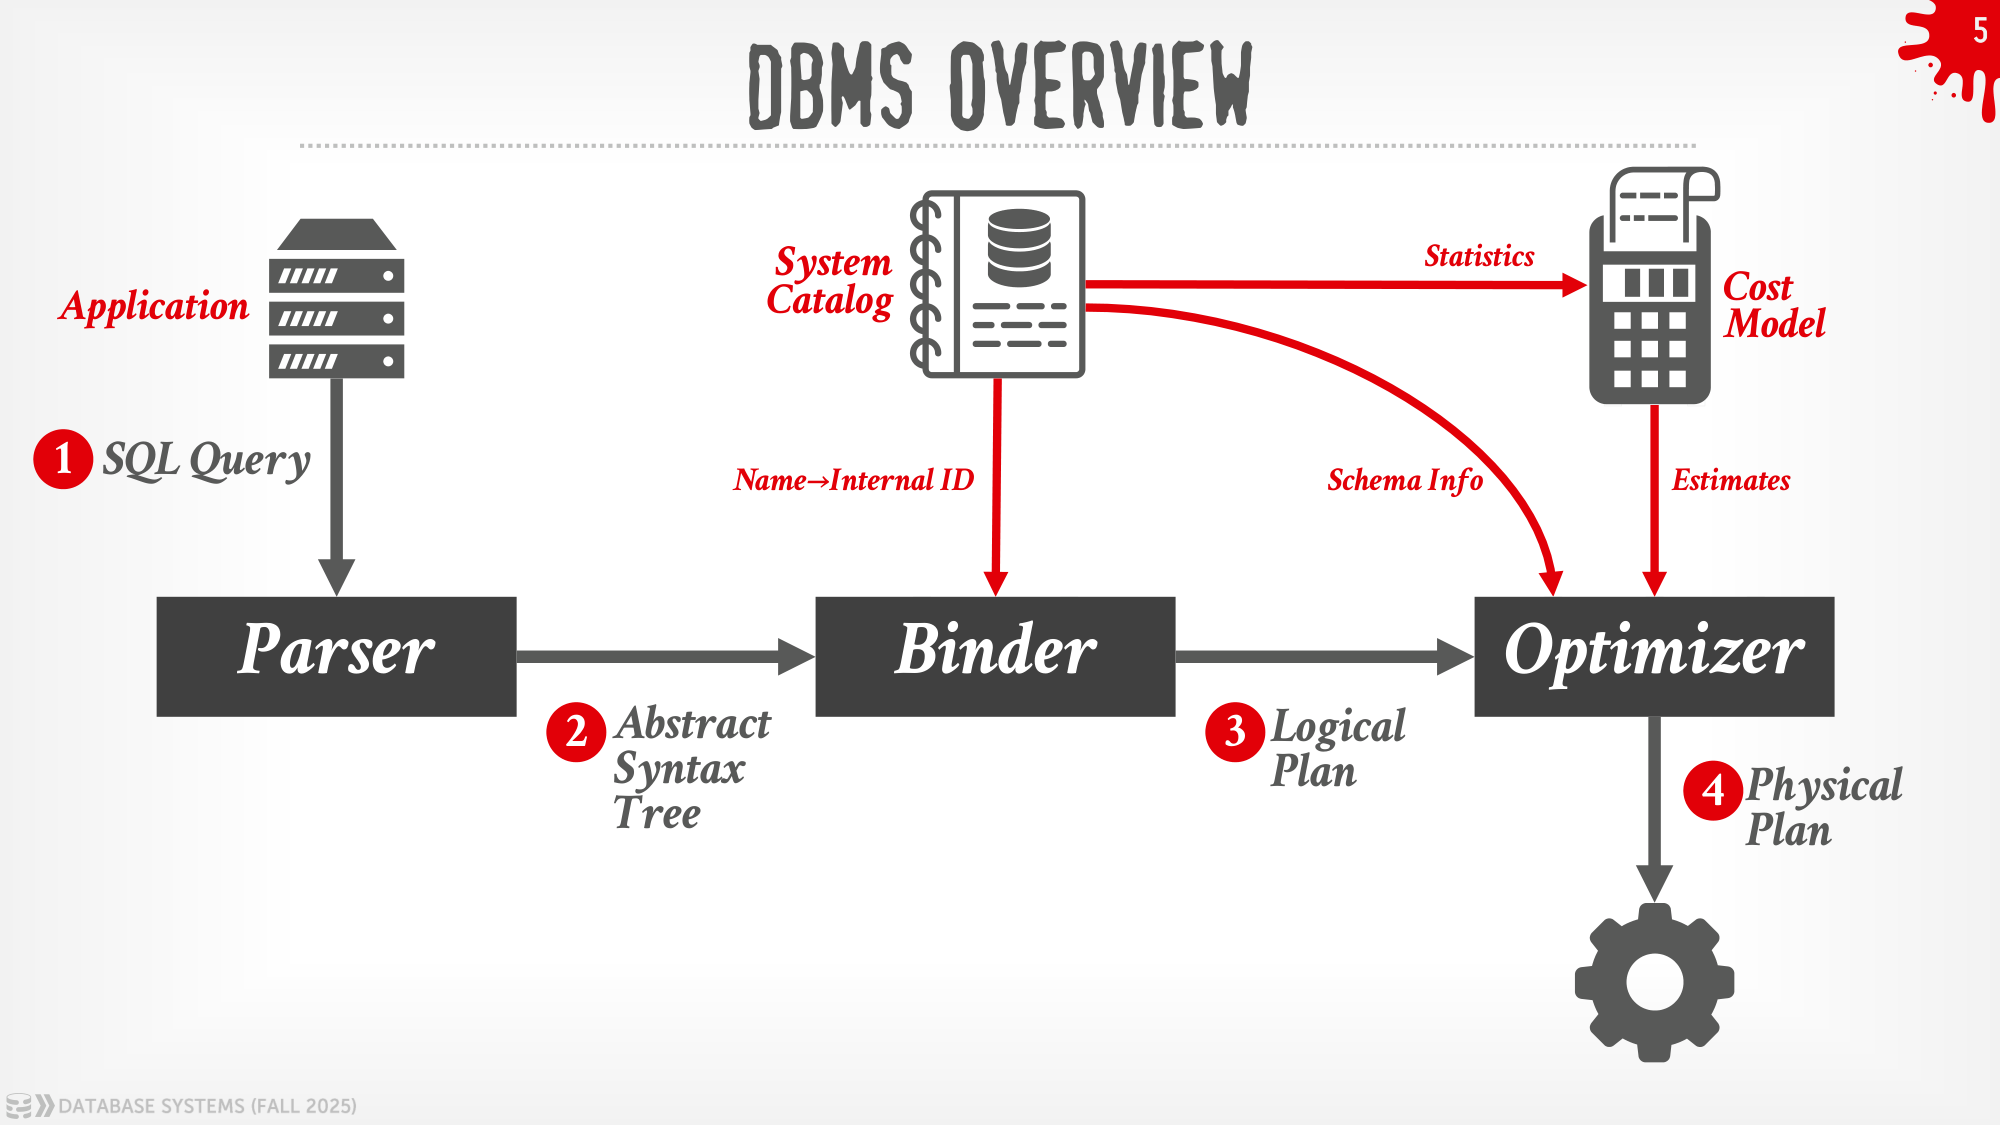 5
DBMS OVERVIEW
Application
System
Catalog
Statistics
Cost
Model
1 SQL Query
Name→Internal ID
Schema Info
Estimates
Parser
Binder
Optimizer
2 Abstract
Syntax
Tree
3 Logical
Plan
4 Physical
Plan
DATABASE SYSTEMS (FALL 2025)